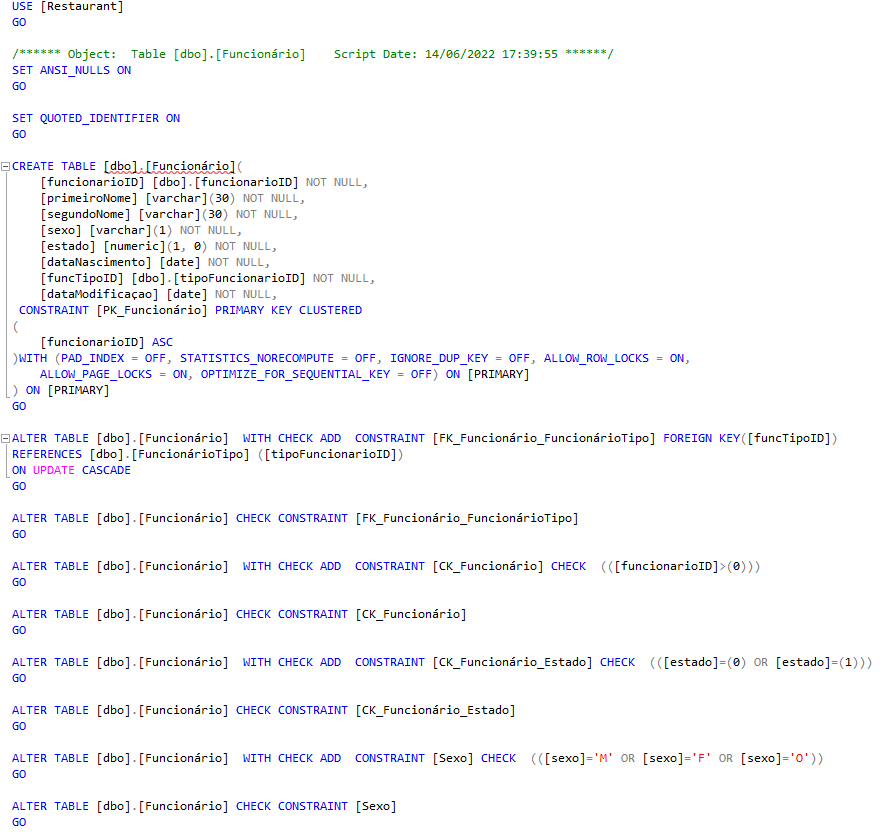 USE [Restaurant]
GO
/****** Object:  Table [dbo].[Funcionário]    Script Date: 14/06/2022 17:39:55 ******/
SET ANSI_NULLS ON
GO
SET QUOTED_IDENTIFIER ON
GO
CREATE TABLE [dbo].[Funcionário](
    [funcionarioID] [dbo].[funcionarioID] NOT NULL,
    [primeiroNome] [varchar](30) NOT NULL,
    [segundoNome] [varchar](30) NOT NULL,
    [sexo] [varchar](1) NOT NULL,
    [estado] [numeric](1, 0) NOT NULL,
    [dataNascimento] [date] NOT NULL,
    [funcTipoID] [dbo].[tipoFuncionarioID] NOT NULL,
    [dataModificaçao] [date] NOT NULL,
 CONSTRAINT [PK_Funcionário] PRIMARY KEY CLUSTERED
(
    [funcionarioID] ASC
)WITH (PAD_INDEX = OFF, STATISTICS_NORECOMPUTE = OFF, IGNORE_DUP_KEY = OFF, ALLOW_ROW_LOCKS = ON,
    ALLOW_PAGE_LOCKS = ON, OPTIMIZE_FOR_SEQUENTIAL_KEY = OFF) ON [PRIMARY]
) ON [PRIMARY]
GO
ALTER TABLE [dbo].[Funcionário]  WITH CHECK ADD  CONSTRAINT [FK_Funcionário_FuncionárioTipo] FOREIGN KEY([funcTipoID])
REFERENCES [dbo].[FuncionárioTipo] ([tipoFuncionarioID])
ON UPDATE CASCADE
GO
ALTER TABLE [dbo].[Funcionário] CHECK CONSTRAINT [FK_Funcionário_FuncionárioTipo]
GO
ALTER TABLE [dbo].[Funcionário]  WITH CHECK ADD  CONSTRAINT [CK_Funcionário] CHECK  (([funcionarioID]>(0)))
GO
ALTER TABLE [dbo].[Funcionário] CHECK CONSTRAINT [CK_Funcionário]
GO
ALTER TABLE [dbo].[Funcionário]  WITH CHECK ADD  CONSTRAINT [CK_Funcionário_Estado] CHECK  (([estado]=(0) OR [estado]=(1)))
GO
ALTER TABLE [dbo].[Funcionário] CHECK CONSTRAINT [CK_Funcionário_Estado]
GO
ALTER TABLE [dbo].[Funcionário]  WITH CHECK ADD  CONSTRAINT [Sexo] CHECK  (([sexo]='M' OR [sexo]='F' OR [sexo]='O'))
GO
ALTER TABLE [dbo].[Funcionário] CHECK CONSTRAINT [Sexo]
GO